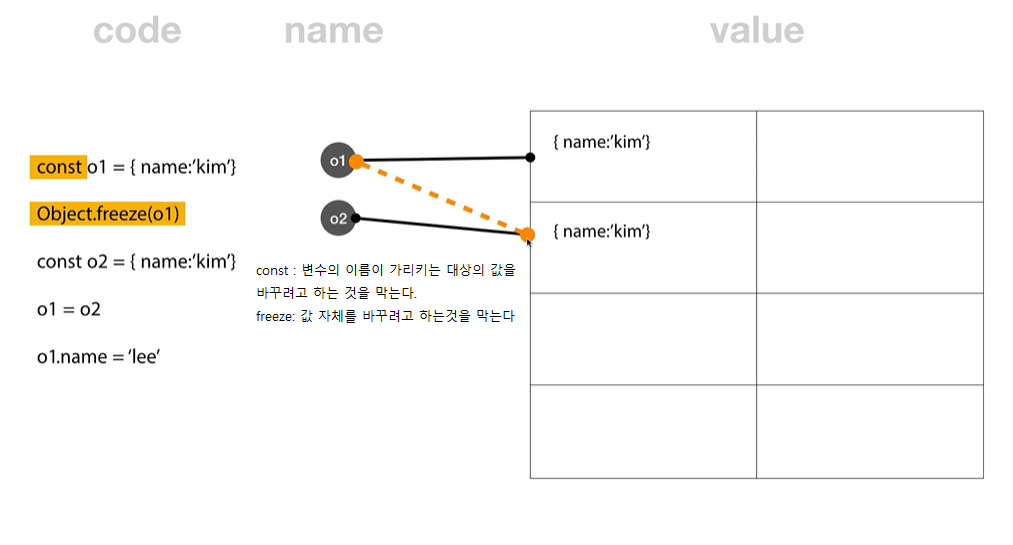 code name value
const o1 = { name:’kim’}
Object.freeze(o1)
const o2 = { name:’kim’}
o1 = o2
o1.name = ‘lee’
o1
o2
const : 변수의 이름이 가리키는 대상의 값을
바꾸려고 하는 것을 막는다.
freeze: 값 자체를 바꾸려고 하는것을 막는다
{ name:’kim’}
{ name:’kim’}